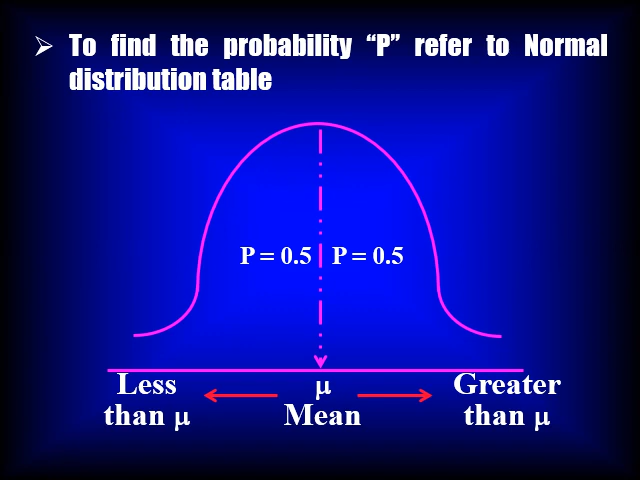 To find the probability “P” refer to Normal
distribution table
P = 0.5 P = 0.5
Less
than μ
μ
Mean
Greater
than μ